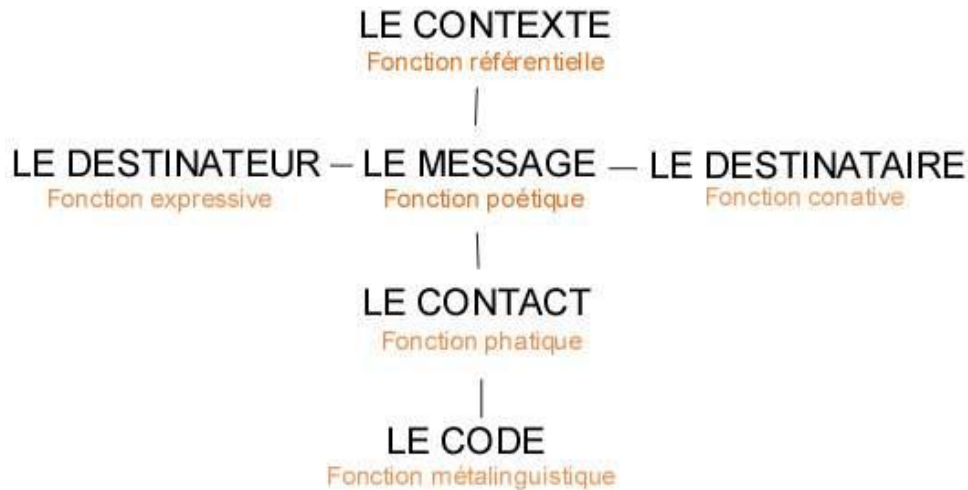 LE CONTEXTE
Fonction référentielle
LE DESTINATEUR – LE MESSAGE – LE DESTINATAIRE
Fonction expressive Fonction poétique Fonction conative
LE CONTACT
Fonction phatique
LE CODE
Fonction métalinguistique